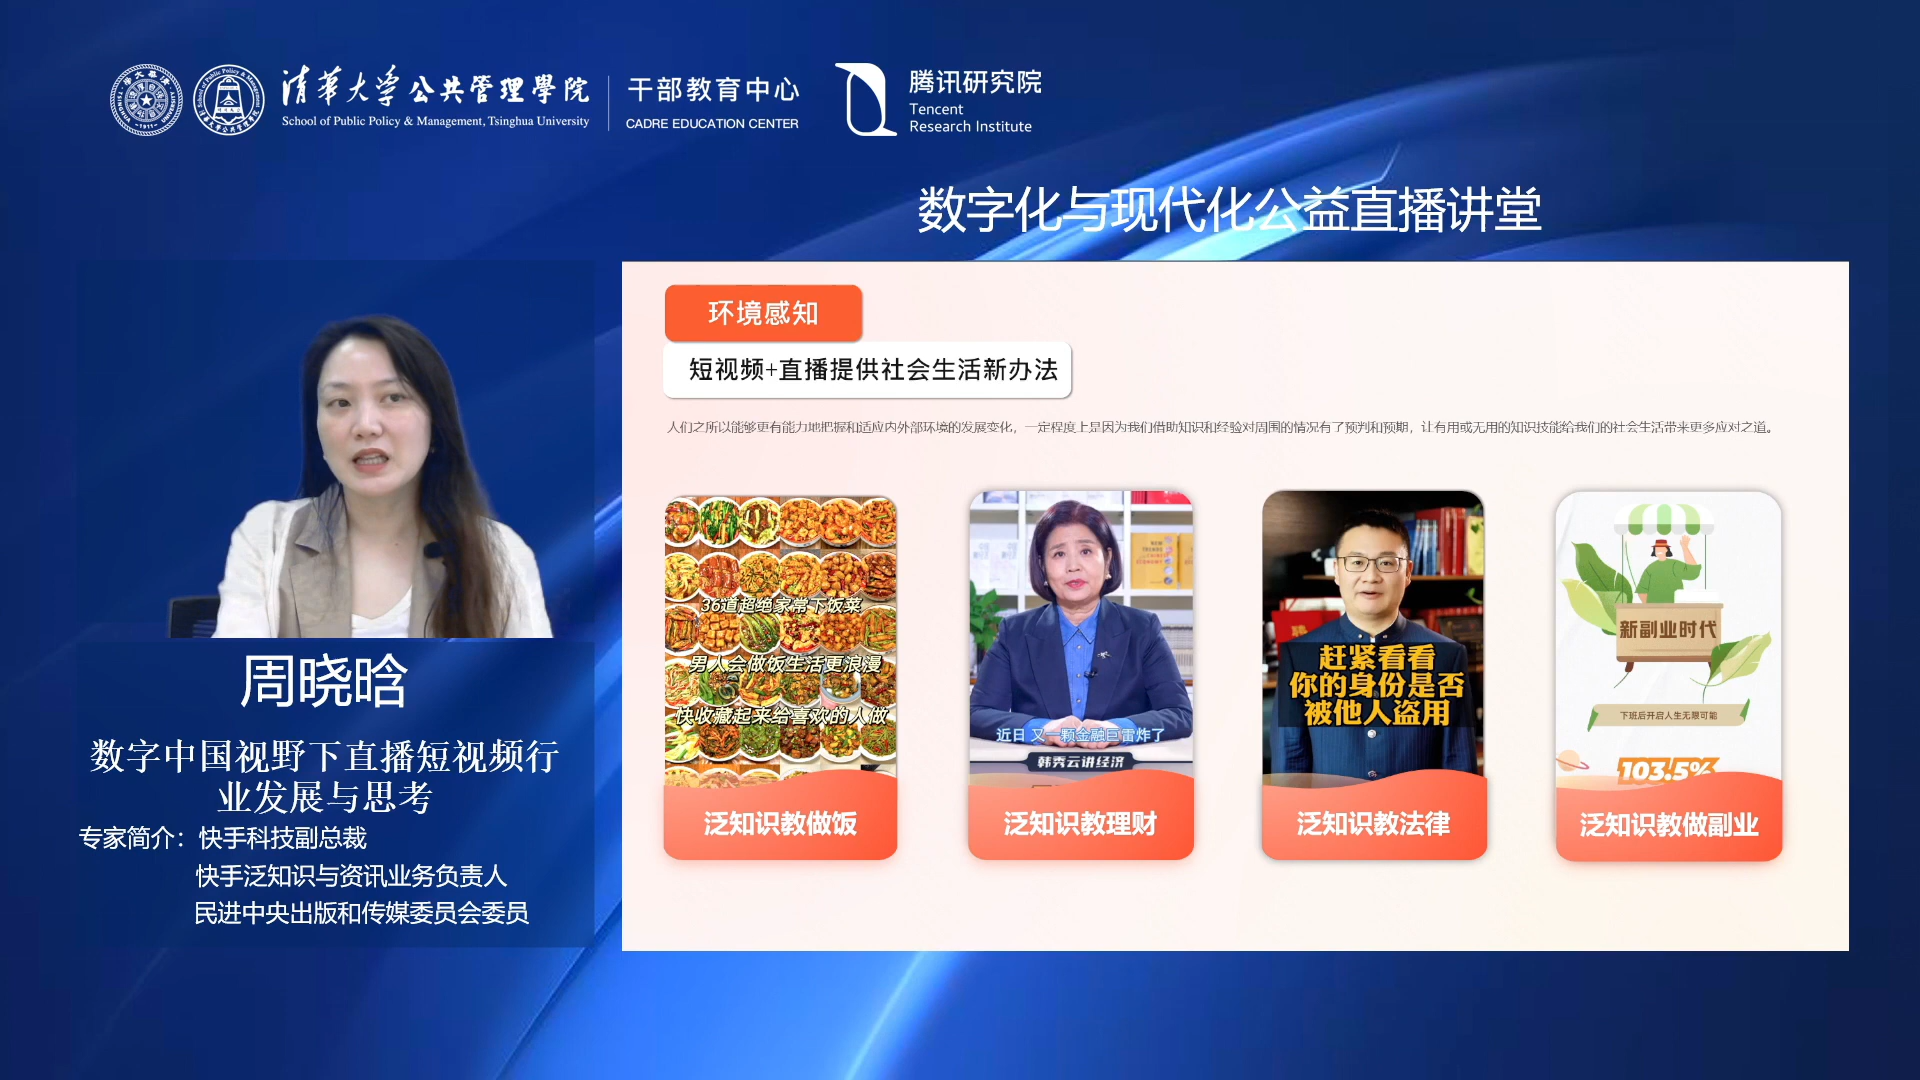 清華大学公共管理學院
School of Public Policy & Management, Tsinghua University
干部教育中心
CADRE EDUCATION CENTER
腾讯研究院
Tencent
Research Institute
数字化与现代化公益直播讲堂
周晓晗
数字中国视野下直播短视频行
业发展与思考
专家简介：快手科技副总裁
快手泛知识与资讯业务负责人
民进中央出版和传媒委员会委员
环境感知
短视频+直播提供社会生活新办法
人们之所以能够更有能力地把握和适应内外部环境的发展变化，一定程度上是因为我们借助知识和经验对周围的情况有了预判和预期，让有用或无用的知识技能给我们的社会生活带来更多应对之道。
36道超绝家常下饭菜
男人会做饭生活更浪漫
快收藏起来给喜欢的人做
泛知识教做饭
近日 又一颗金融巨雷炸了
韩秀云讲经济
泛知识教理财
赶紧看看
你的身份是否
被他人盗用
泛知识教法律
新副业时代
下班后开启人生无限可能
103.5%
泛知识教做副业